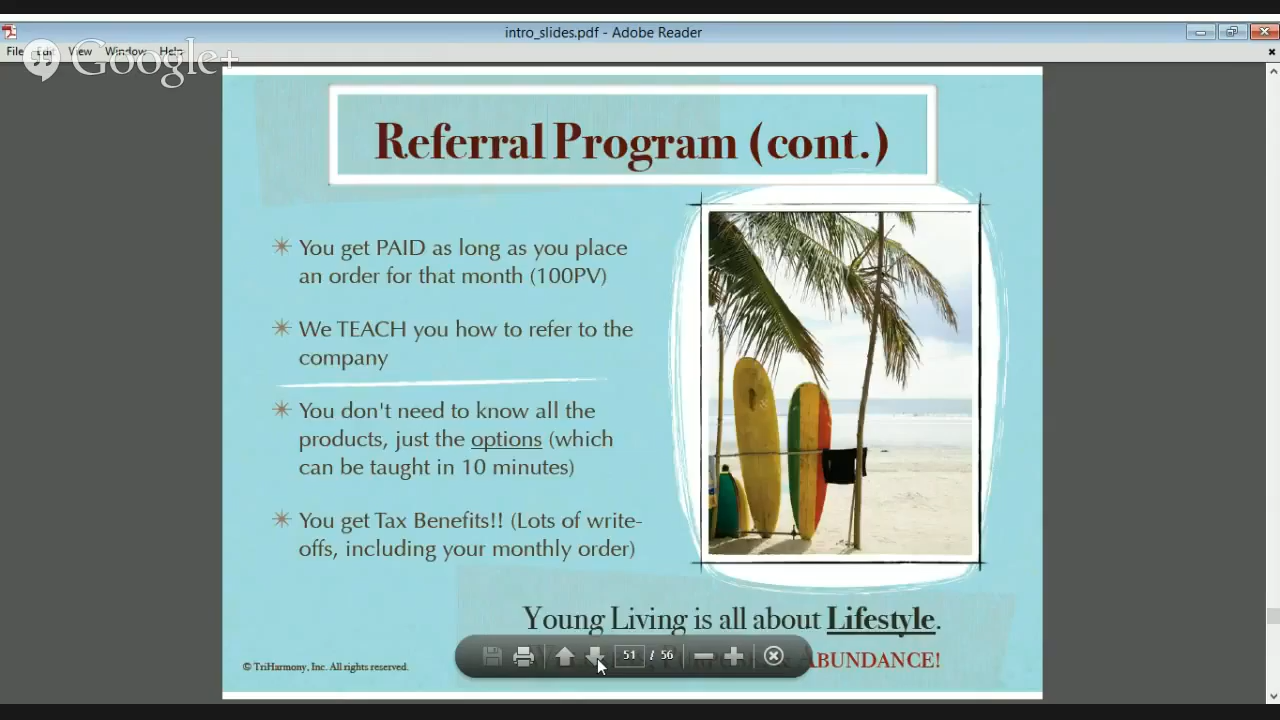 intro_slides.pdf - Adobe Reader
File Edit View Window Help
Google+
Referral Program (cont.)
You get PAID as long as you place
an order for that month (100PV)
We TEACH you how to refer to the
company
You don't need to know all the
products, just the options (which
can be taught in 10 minutes)
You get Tax Benefits!! (Lots of write-
offs, including your monthly order)
Young Living is all about Lifestyle.
ABUNDANCE!
© TriHarmony, Inc. All rights reserved.
51 / 56